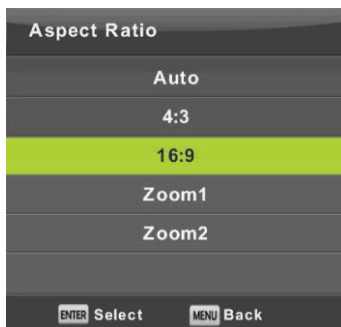 Aspect Ratio
Auto
4:3
16:9
Zoom1
Zoom2
ENTER Select MENU Back